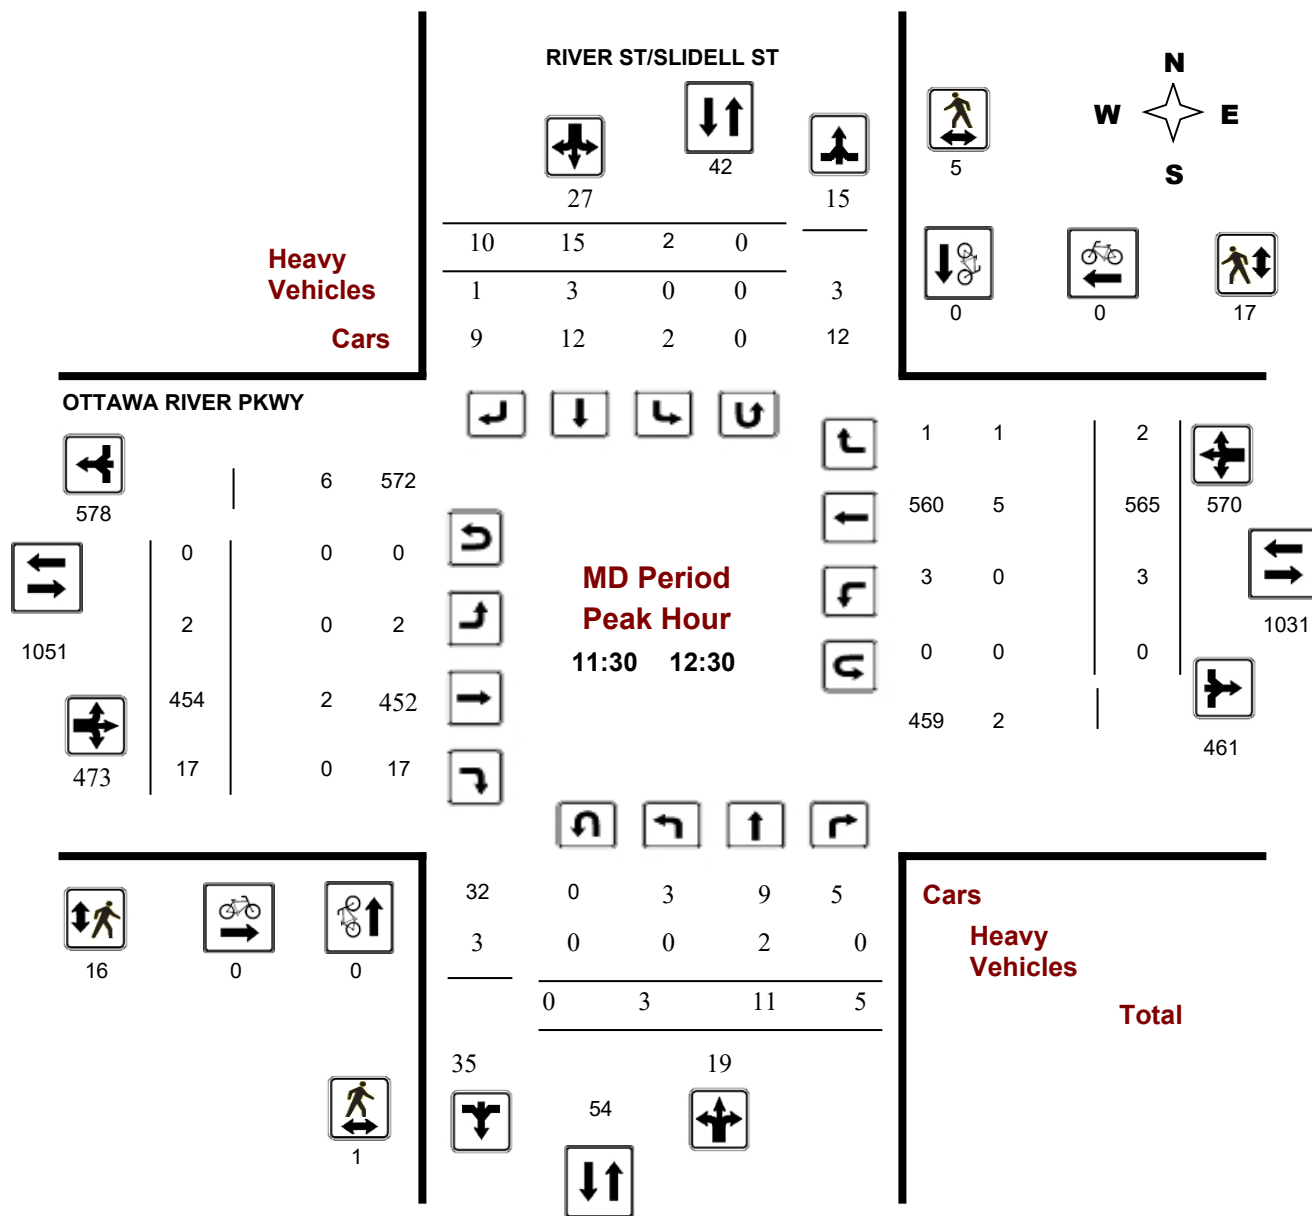 RIVER ST/SLIDELL ST
N
W E
S
42
5
27 15
10 15 2 0
Heavy
Vehicles
1 3 0 0 3
Cars
9 12 2 0 12
0 0 17
OTTAWA RIVER PKWY
1 1 2
6 572
578
560 5 565 570
0 0 0
MD Period
3 0 3
Peak Hour
2 0 2
1051
11:30 12:30
1031
0 0 0
454 2 452
459 2
461
473 17 0 17
32 0 3 9 5
Cars
3 0 0 2 0
Heavy
Vehicles
16 0 0
0 3 11 5
Total
35 19
54
1